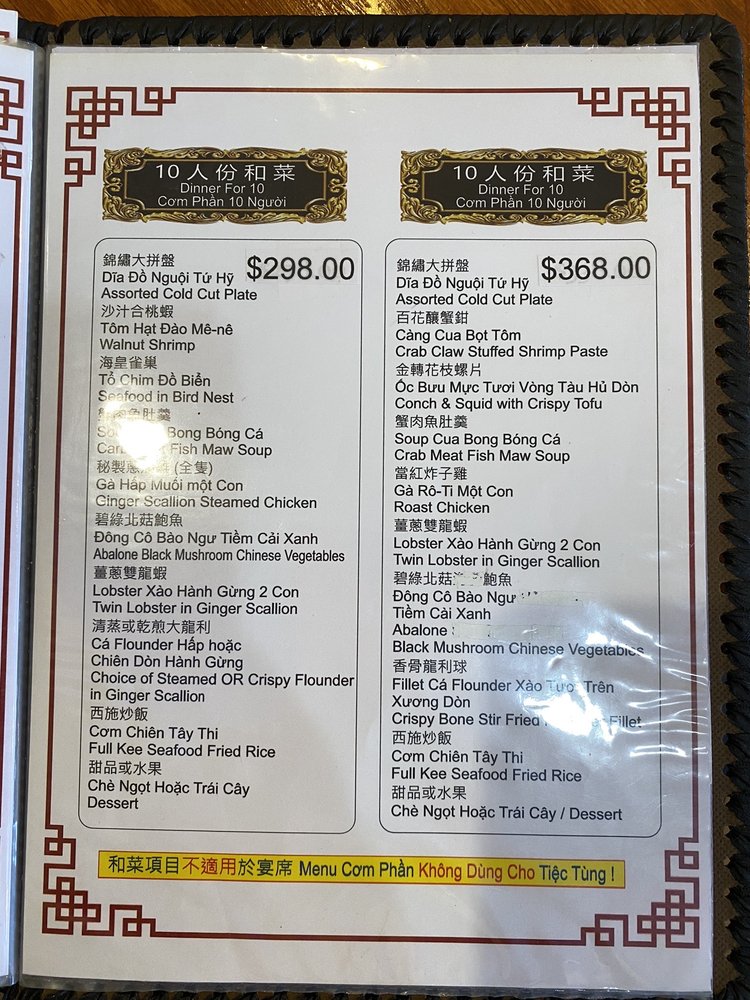 10 人 份 和 菜
Dinner For 10
Cơm Phần 10 Người
錦繡大拼盤
$298.00
Dĩa Đồ Nguội Tứ Hỹ
Assorted Cold Cut Plate
沙汁合桃蝦
Tôm Hạt Đào Mê-nê
Walnut Shrimp
海皇雀巢
Tổ Chim Đồ Biển
Seafood in Bird Nest
肉魚肚羹
Bong Bóng Cá
Fish Maw Soup
秘製 (全隻)
Gà Hấp Muối một Con
Ginger Scallion Steamed Chicken
碧綠北菇鮑魚
Đông Cô Bào Ngư Tiềm Cải Xanh
Abalone Black Mushroom Chinese Vegetables
薑蔥雙龍蝦
Lobster Xào Hành Gừng 2 Con
Twin Lobster in Ginger Scallion
清蒸或乾煎大龍利
Cá Flounder Hấp hoặc
Chiên Dòn Hành Gừng
Choice of Steamed OR Crispy Flounder
in Ginger Scallion
西施炒飯
Cơm Chiên Tây Thi
Full Kee Seafood Fried Rice
甜品或水果
Chè Ngọt Hoặc Trái Cây
Dessert
10 人 份 和 菜
Dinner For 10
Cơm Phần 10 Người
錦繡大拼盤
$368.00
Dĩa Đồ Nguội Tứ Hỹ
Assorted Cold Cut Plate
百花釀蟹鉗
Càng Cua Bọt Tôm
Crab Claw Stuffed Shrimp Paste
金轉花枝螺片
Ốc Bưu Mực Tươi Vòng Tàu Hủ Dòn
Conch & Squid with Crispy Tofu
蟹肉魚肚羹
Soup Cua Bong Bóng Cá
Crab Meat Fish Maw Soup
當紅炸子雞
Gà Rô-Ti Một Con
Roast Chicken
薑蔥雙龍蝦
Lobster Xào Hành Gừng 2 Con
Twin Lobster in Ginger Scallion
碧綠北菇 鮑魚
Đông Cô Bào Ngư
Tiềm Cài Xanh
Abalone
Black Mushroom Chinese Vegetables
香骨龍利球
Fillet Cá Flounder Xào Trên
Xương Dòn
Crispy Bone Stir Fried Fillet
西施炒飯
Cơm Chiên Tây Thi
Full Kee Seafood Fried Rice
甜品或水果
Chè Ngọt Hoặc Trái Cây / Dessert
和菜項目不適用於宴席 Menu Cơm Phần Không Dùng Cho Tiệc Tùng !